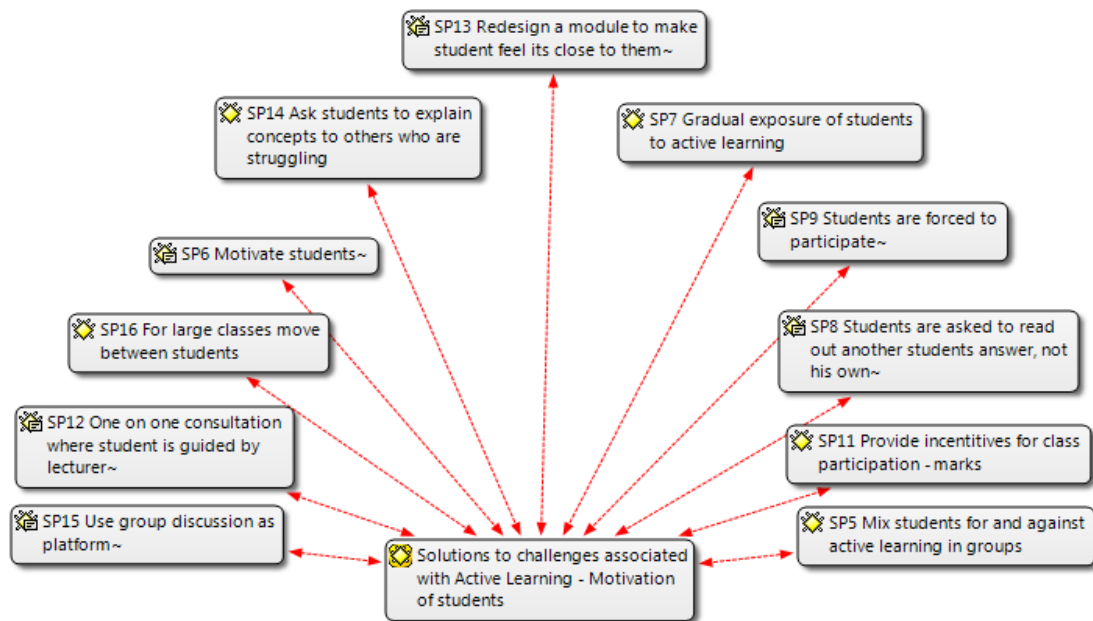 SP13 Redesign a module to make
student feel its close to them~
SP14 Ask students to explain
concepts to others who are
struggling
SP7 Gradual exposure of students
to active learning
SP9 Students are forced to
participate~
SP6 Motivate students~
SP16 For large classes move
between students
SP8 Students are asked to read
out another students answer, not
his own~
SP12 One on one consultation
where student is guided by
lecturer~
SP11 Provide incentitives for class
participation - marks
SP15 Use group discussion as
platform~
SP5 Mix students for and against
active learning in groups
Solutions to challenges associated
with Active Learning - Motivation
of students